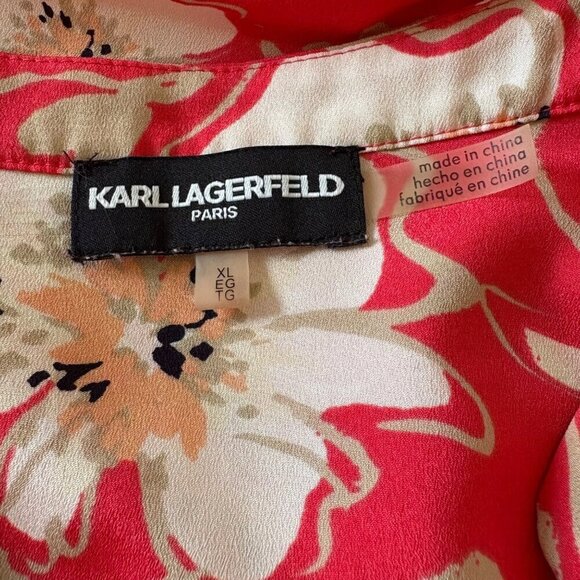 KARL LAGERFELD
PARIS
made in china
hecho en china
fabriqué en chine
XL
EG
TG